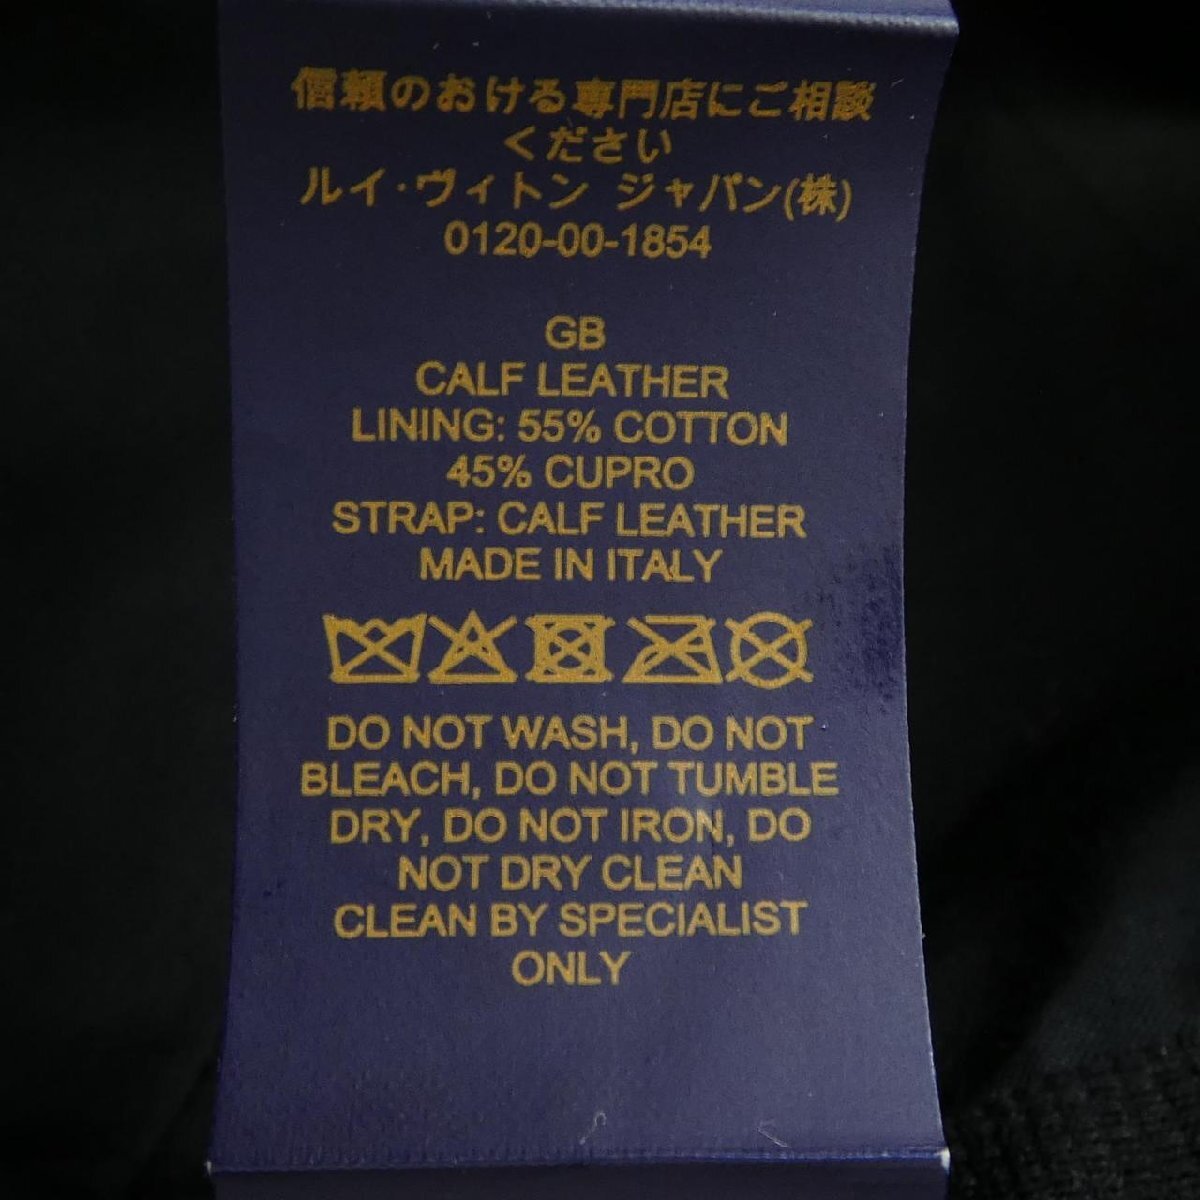 信頼のおける専門店にご相談
ください
ルイ・ヴィトン ジャパン(株)
0120-00-1854
GB
CALF LEATHER
LINING: 55% COTTON
45% CUPRO
STRAP: CALF LEATHER
MADE IN ITALY
DO NOT WASH, DO NOT
BLEACH, DO NOT TUMBLE
DRY, DO NOT IRON, DO
NOT DRY CLEAN
CLEAN BY SPECIALIST
ONLY